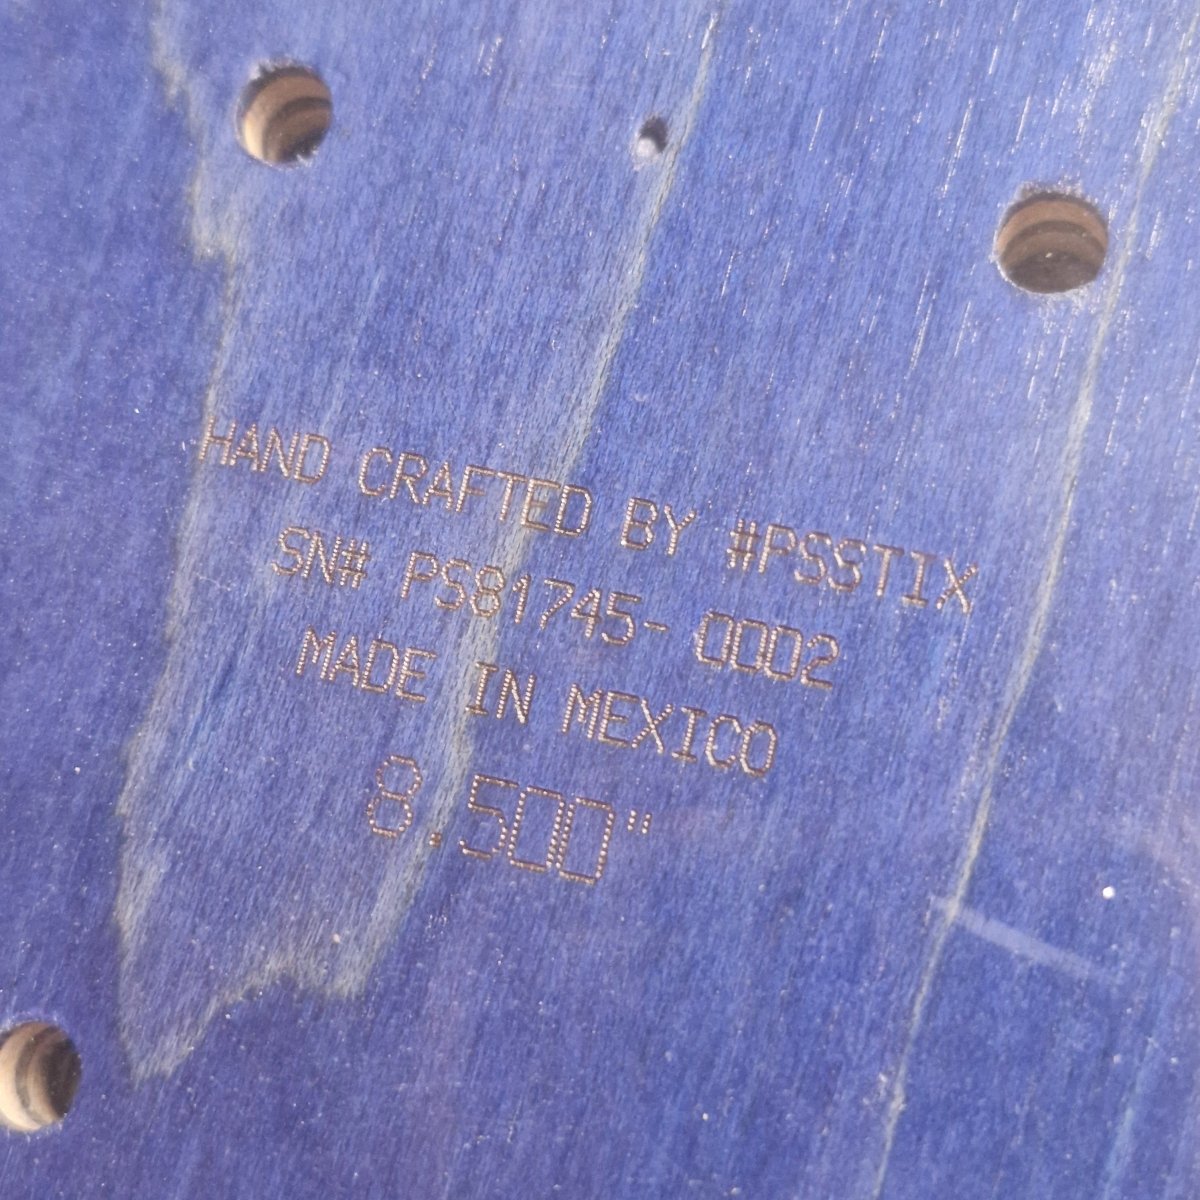 HAND CRAFTED BY #PSSTIX
SN# PS81745- 0002
MADE IN MEXICO
8.500"